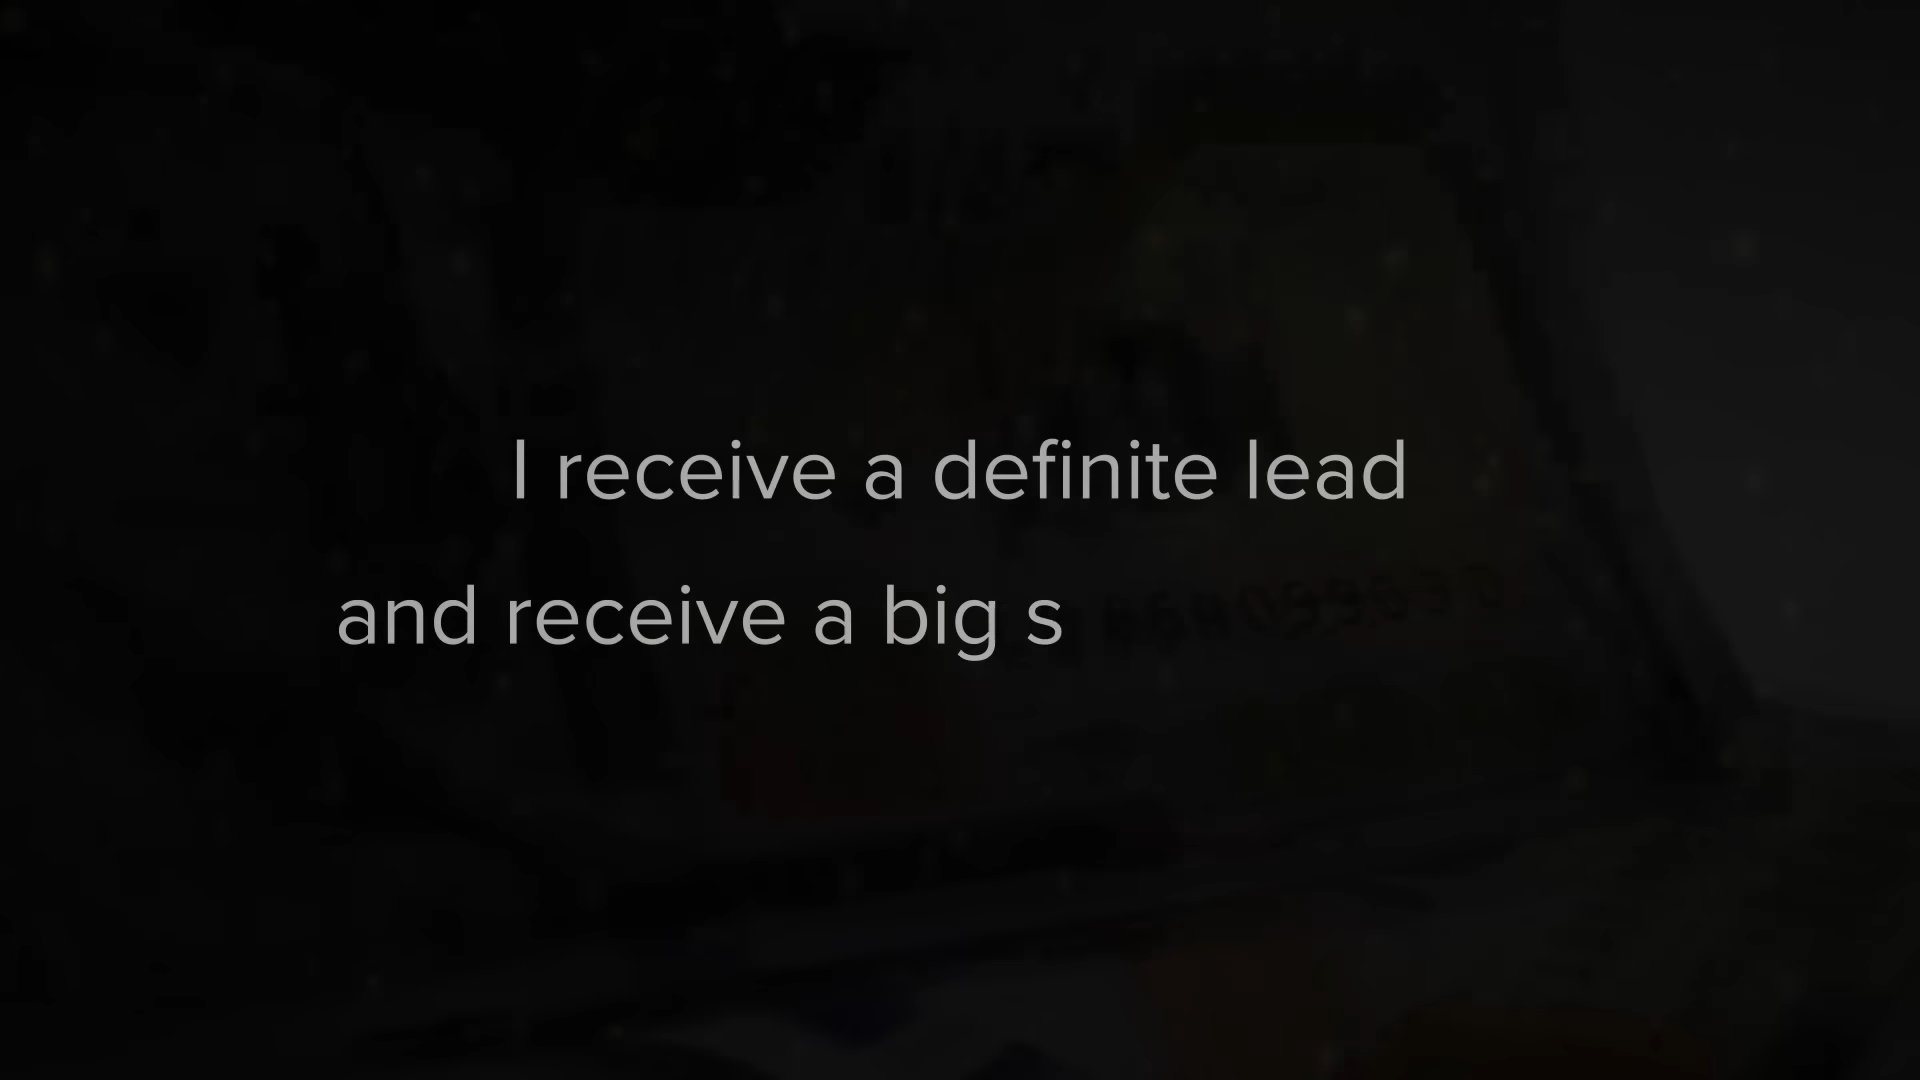 I receive a definite lead
and receive a big s